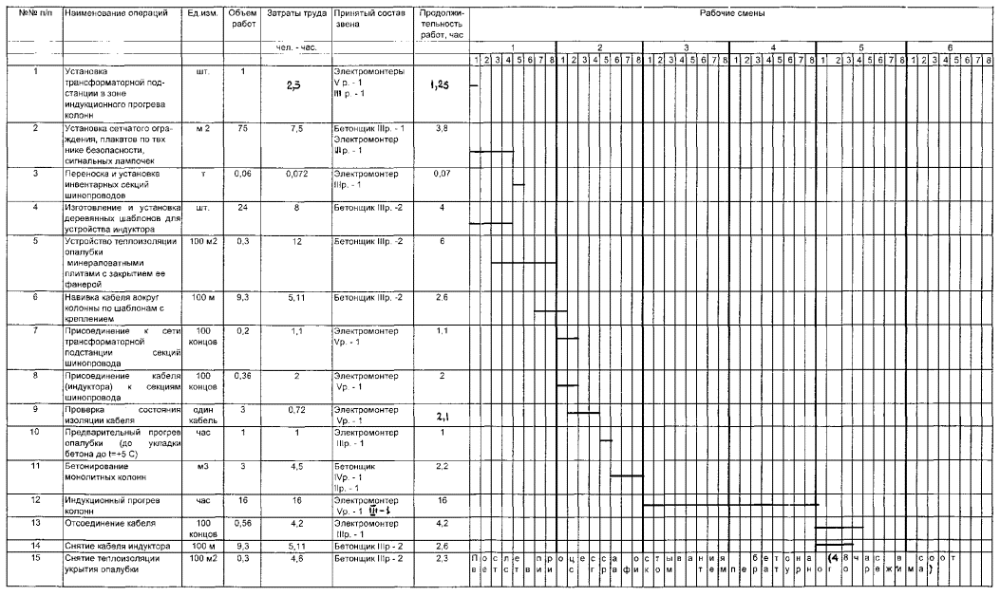 №№ п/п Наименование операций Ед.изм. Объем работ Затраты труда Принятый состав звена Продолжительность работ, час Рабочие смены
чел. - час. 1 2 3 4 5 6
1 2 3 4 5 6 7 8 1 2 3 4 5 6 7 8 1 2 3 4 5 6 7 8 1 2 3 4 5 6 7 8 1 2 3 4 5 6 7 8 1 2 3 4 5 6 7 8
1 Установка шт. 1 2,5 Электромонтеры 1,25
трансформаторной под- V р. - 1
станции в зоне III р. - 1
индукционного прогрева
колонн
2 Установка сетчатого огра- м 2 75 7,5 Бетонщик IIIр. - 1 3,8
ждения, плакатов по тех Электромонтер
нике безопасности, IIIр. - 1
сигнальных лампочек
3 Переноска и установка т 0,06 0,072 Электромонтер 0,07
инвентарных секций IIIр. - 1
шинопроводов
4 Изготовление и установка шт. 24 8 Бетонщик IIIр. -2 4
деревянных шаблонов для
устройства индуктора
5 Устройство теплоизоляции 100 м2 0,3 12 Бетонщик IIIр. -2 6
опалубки
минераловатными
плитами с закрытием ее
фанерой
6 Навивка кабеля вокруг 100 м 9,3 5,11 Бетонщик IIIр. -2 2,6
колонны по шаблонам с
креплением
7 Присоединение к сети 100 0,2 1,1 Электромонтер 1,1
трансформаторной концов Vр. - 1
подстанции секций
шинопровода
8 Присоединение кабеля 100 0,36 2 Электромонтер 2
(индуктора) к секциям концов Vр. - 1
шинопровода
9 Проверка состояния один 3 0,72 Электромонтер 2,1
изоляции кабеля кабель Vр. - 1
10 Предварительный прогрев час 1 1 Электромонтер 1
опалубки (до укладки IIIр. - 1
бетона до t=+5 С)
11 Бетонирование м3 3 4,5 Бетонщик 2,2
монолитных колонн IVр. - 1
IIр. - 1
12 Индукционный прогрев час 16 16 Электромонтер 16
колонн Vр. - 1 III-1
13 Отсоединение кабеля 100 0,56 4,2 Электромонтер 4,2
концов IIIр. - 1
14 Снятие кабеля индуктора 100 м 9,3 5,11 Бетонщик IIIр - 2 2,6
15 Снятие теплоизоляции 100 м2 0,3 4,6 Бетонщик IIIр - 2 2,3 После процесса остывания бетона (48 час. в соот
укрытия опалубки ветствии с графиком температурного режима)